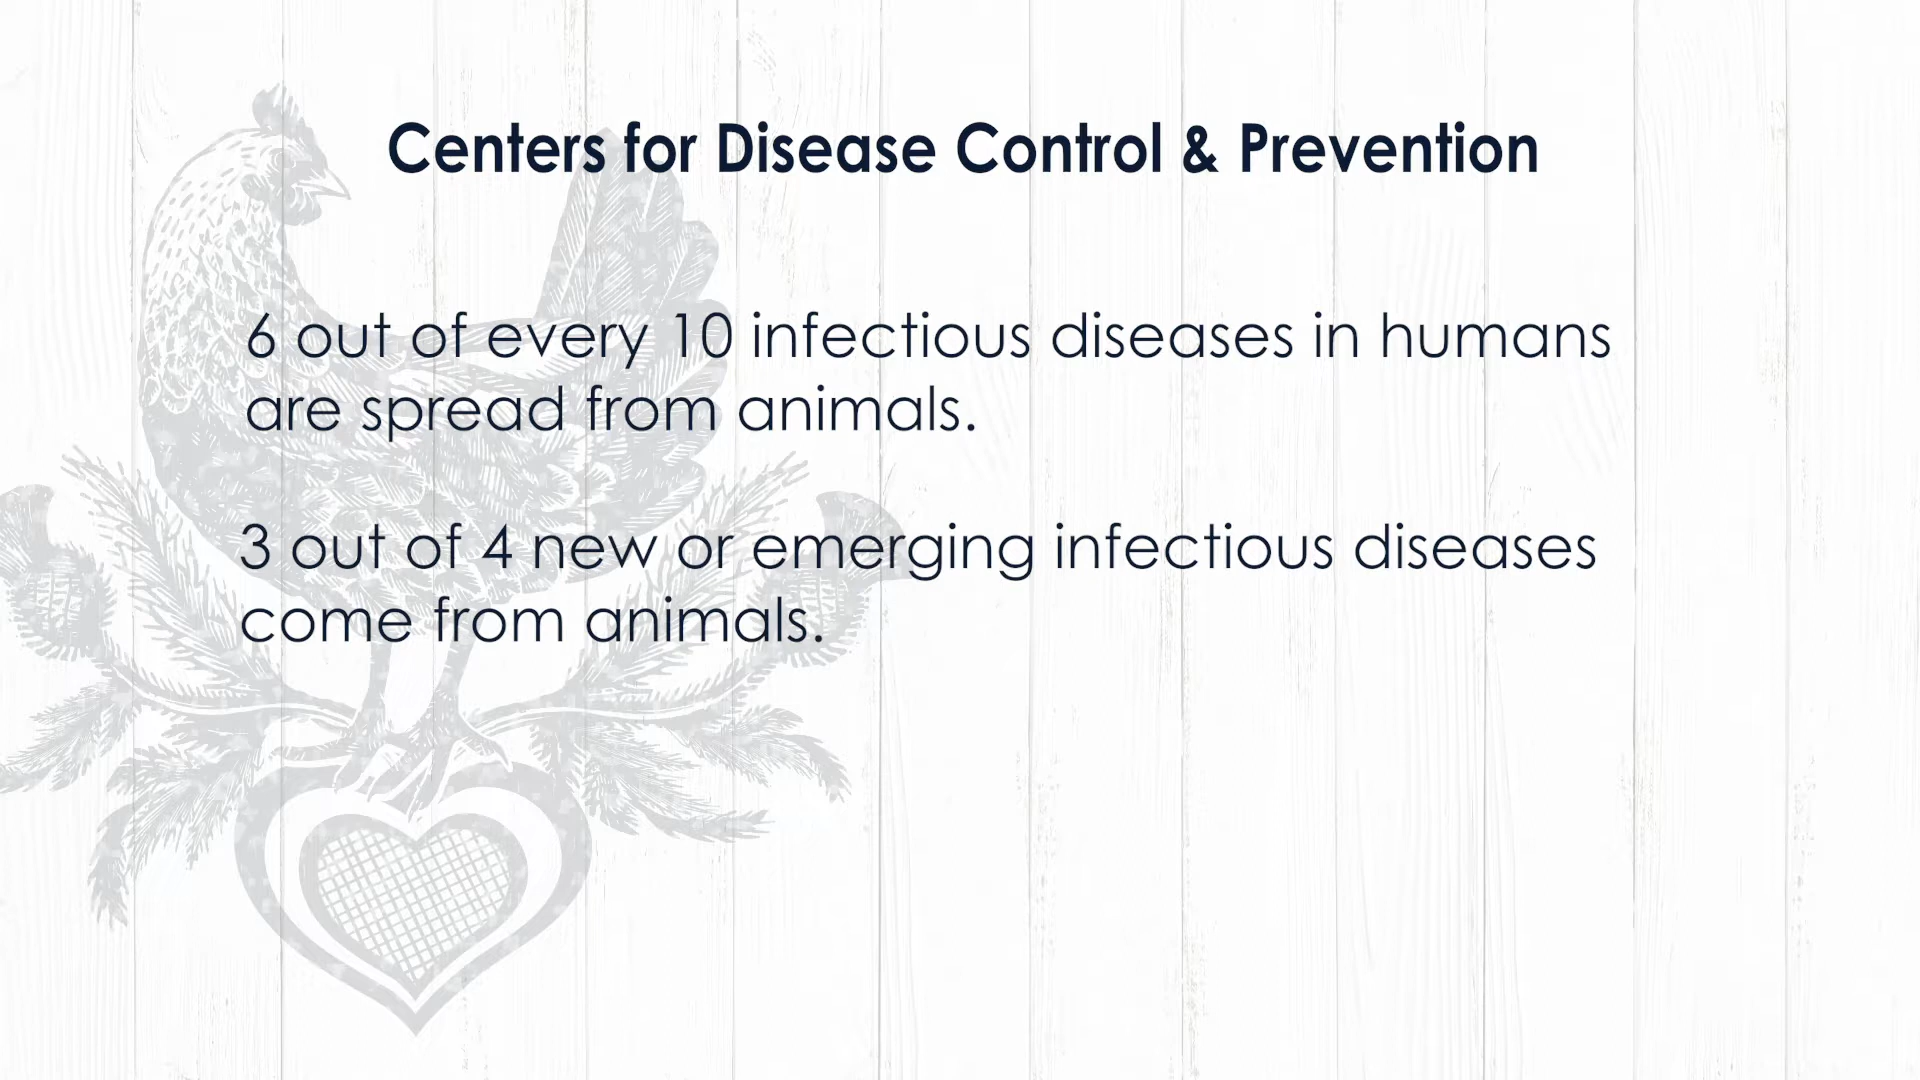 Centers for Disease Control & Prevention
6 out of every 10 infectious diseases in humans
are spread from animals.
3 out of 4 new or emerging infectious diseases
come from animals.